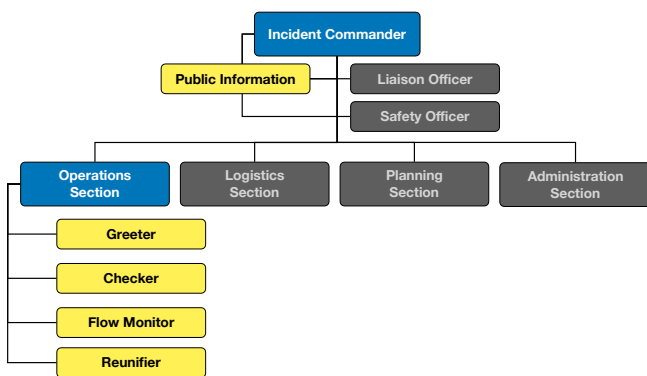 Incident Commander
Public Information
Liaison Officer
Safety Officer
Operations
Section
Logistics
Section
Planning
Section
Administration
Section
Greeter
Checker
Flow Monitor
Reunifier